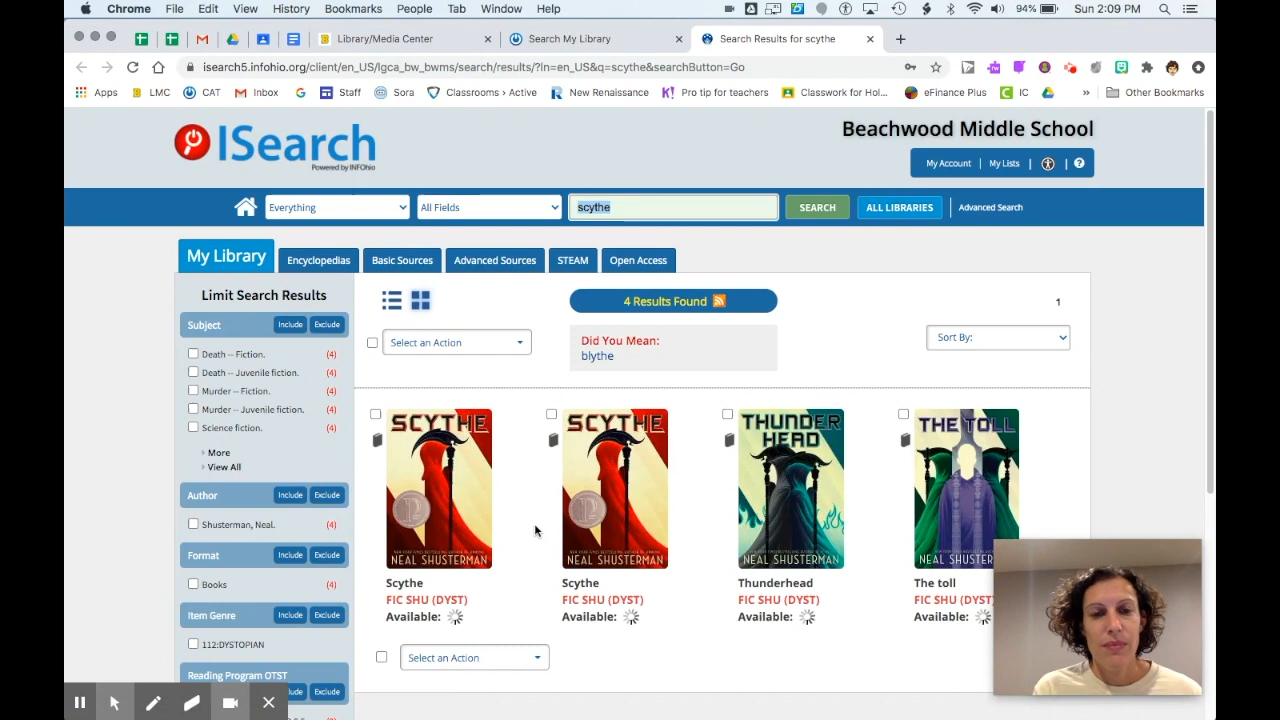 Chrome File Edit View History Bookmarks People Tab Window Help 94% Sun 2:09 PM
Library/Media Center Search My Library Search Results for scythe
isearch5.infohio.org/client/en_US/lgca_bw_bwms/search/results/?ln=en_US&q=scythe&searchButton=Go
Apps LMC CAT Inbox Staff Sora Classrooms > Active New Renaissance Pro tip for teachers Classwork for Hol... eFinance Plus IC » Other Bookmarks
ISearch
Powered by INFOhio
Beachwood Middle School
My Account | My Lists | | ?
Everything All Fields scythe SEARCH ALL LIBRARIES Advanced Search
My Library Encyclopedias Basic Sources Advanced Sources STEAM Open Access
Limit Search Results
4 Results Found
1
Subject Include Exclude
Select an Action
Did You Mean:
blythe
Sort By:
Death -- Fiction. (4)
Death -- Juvenile fiction. (4)
Murder -- Fiction. (4)
Murder -- Juvenile fiction. (4)
Science fiction. (4)
More
View All
Author Include Exclude
Shusterman, Neal. (4)
Format Include Exclude
Books (4)
Item Genre Include Exclude
112:DYSTOPIAN
Reading Program OTST
lude Exclude
SCYTHE
NEAL SHUSTERMAN
Scythe
FIC SHU (DYST)
Available:
SCYTHE
NEAL SHUSTERMAN
Scythe
FIC SHU (DYST)
Available:
THUNDER
HEAD
NEAL SHUSTERMAN
Thunderhead
FIC SHU (DYST)
Available:
THE TOLL
NEAL SHUSTERMAN
The toll
FIC SHU (DYS
Available:
Select an Action